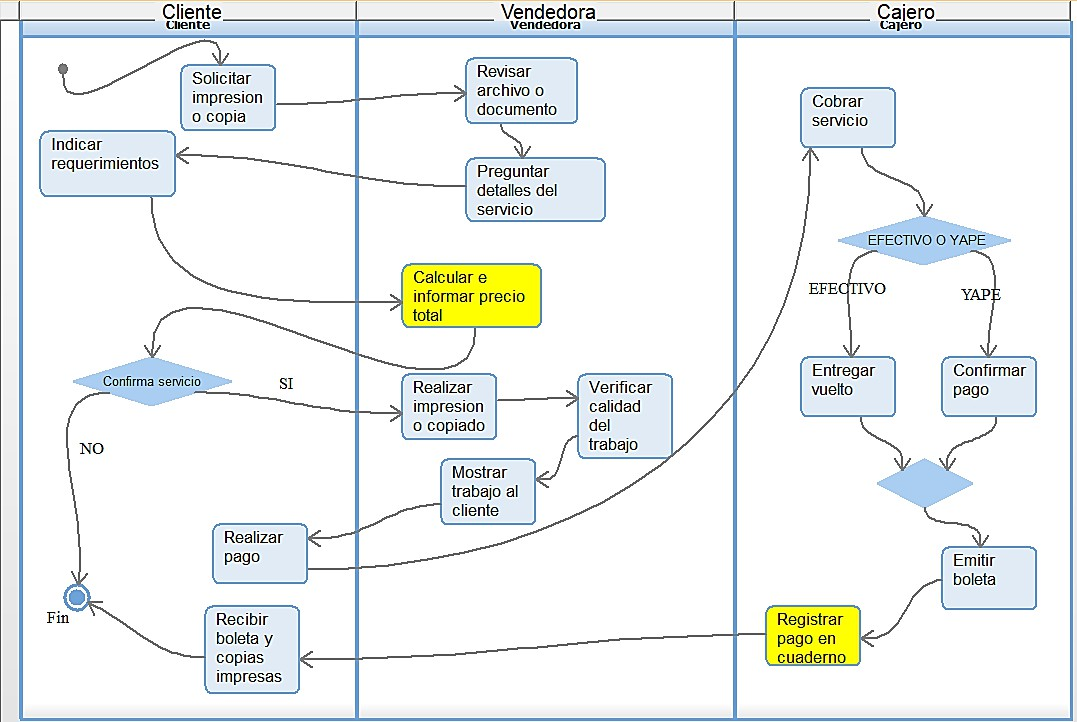 Cliente
Vendedora
Cajero
Cliente
Vendedora
Cajero
Solicitar
impresion
o copia
Revisar
archivo o
documento
Cobrar
servicio
Indicar
requerimientos
Preguntar
detalles del
servicio
EFECTIVO O YAPE
Calcular e
informar precio
total
EFECTIVO
YAPE
Confirma servicio
SI
NO
Realizar
impresion
o copiado
Verificar
calidad
del
trabajo
Entregar
vuelto
Confirmar
pago
Mostrar
trabajo al
cliente
Realizar
pago
Emitir
boleta
Fin
Recibir
boleta y
copias
impresas
Registrar
pago en
cuaderno